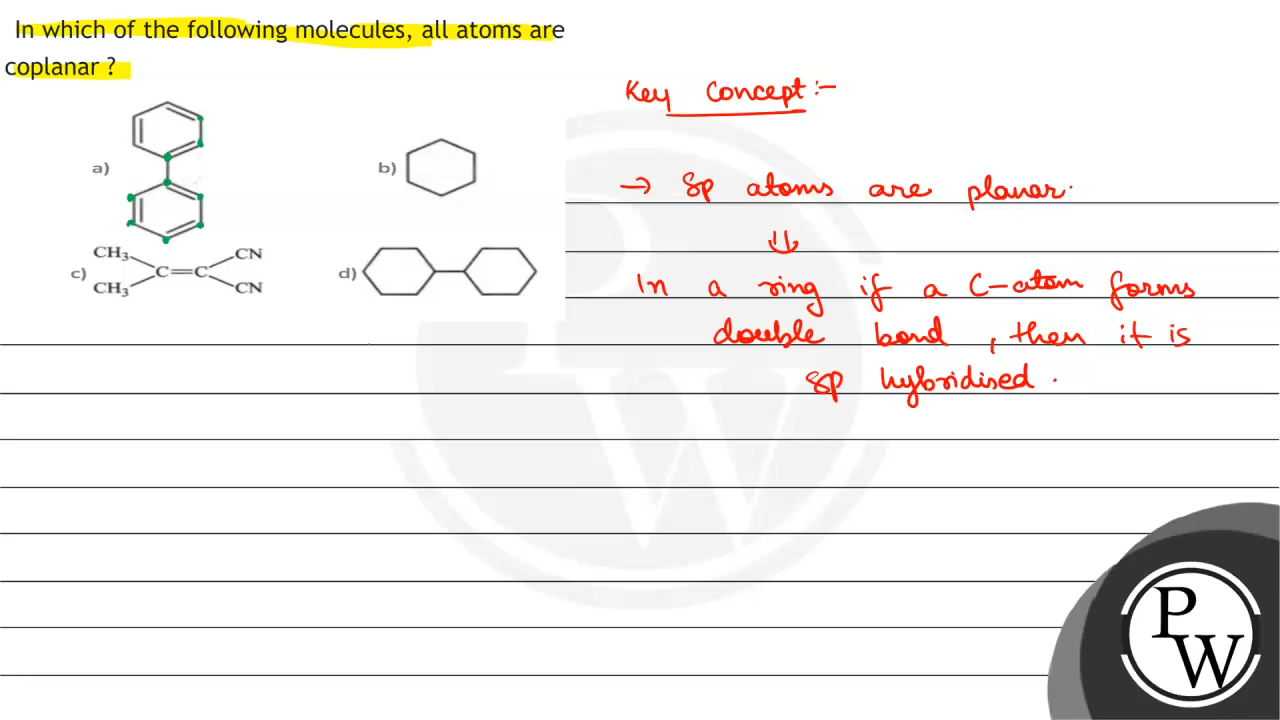 In which of the following molecules, all atoms are
coplanar ?
a)
b)
c)
CH₃
CH₃
C=C
CN
CN
d)
Key Concept:-
→ sp atoms are planar.
⇓
In a ring if a C-atom forms
double bond, then it is
sp hybridised.
P
W